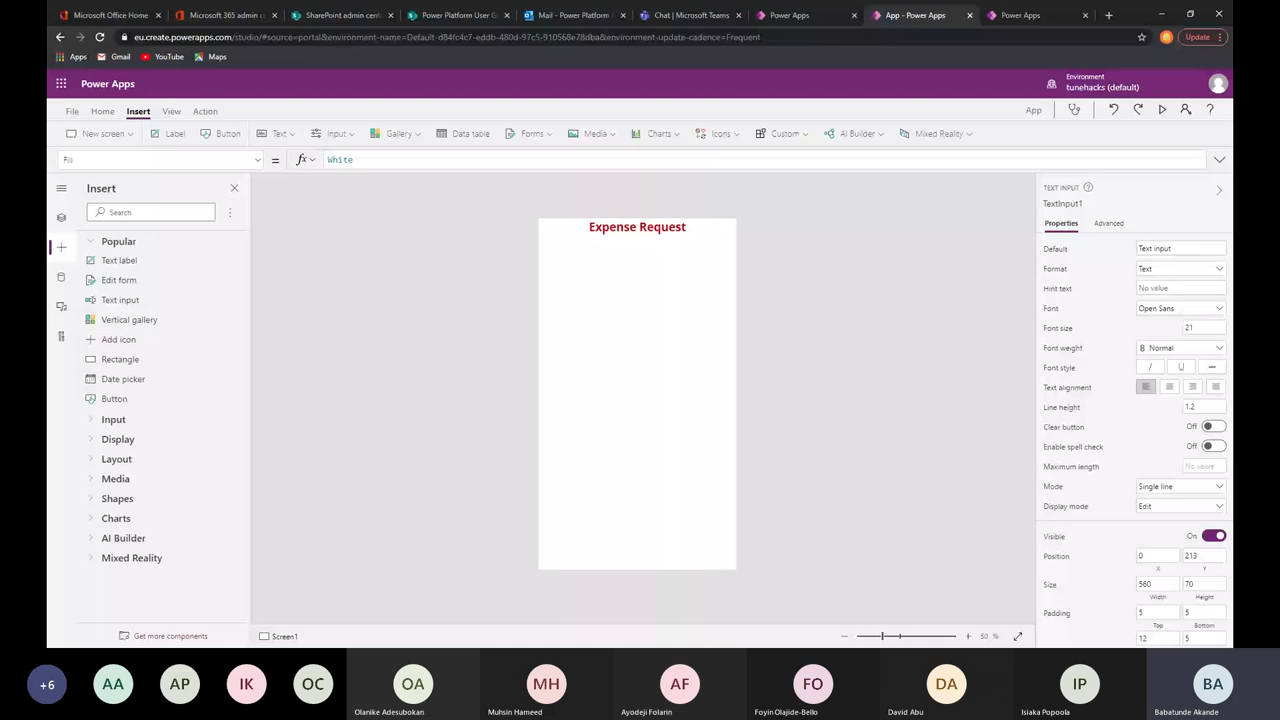 Microsoft Office Home
Microsoft 365 admin c
SharePoint admin cent
Power Platform User G
Mail - Power Platform
Chat | Microsoft Teams
Power Apps
App - Power Apps
Power Apps
eu.create.powerapps.com/studio/#source=portal&environment-name=Default-d84fc4c7-eddb-480d-97c5-910568e78dba&environment-update-cadence=Frequent
Update
Apps
Gmail
YouTube
Maps
Power Apps
Environment
tunehacks (default)
File
Home
Insert
View
Action
App
New screen
Label
Button
Text
Input
Gallery
Data table
Forms
Media
Charts
Icons
Custom
AI Builder
Mixed Reality
Fill
=
fx
White
Insert
Search
Popular
Text label
Edit form
Text input
Vertical gallery
Add icon
Rectangle
Date picker
Button
Input
Display
Layout
Media
Shapes
Charts
AI Builder
Mixed Reality
Get more components
Expense Request
Screen1
50 %
TEXT INPUT
TextInput1
Properties
Advanced
Default
Text input
Format
Text
Hint text
No value
Font
Open Sans
Font size
21
Font weight
B Normal
Font style
Text alignment
Line height
1.2
Clear button
Off
Enable spell check
Off
Maximum length
No value
Mode
Single line
Display mode
Edit
Visible
On
Position
0
213
X
Y
Size
560
70
Width
Height
Padding
5
5
Top
Bottom
12
5
+6
AA
AP
IK
OC
OA
Olanike Adesubokan
MH
Muhsin Hameed
AF
Ayodeji Folarin
FO
Foyin Olajide-Bello
DA
David Abu
IP
Isiaka Popoola
BA
Babatunde Akande